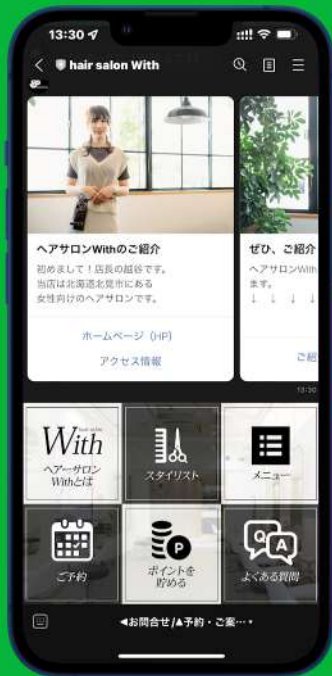 13:30
hair salon With
ヘアサロンWithのご紹介
初めまして！店長の越谷です。
当店は北海道北見市にある
女性向けのヘアサロンです。
ホームページ（HP）
アクセス情報
ぜひ、ご紹介
ヘアサロンWith
ます。
↓ ↓ ↓ ↓
ご紹
13:30
hair salon
With
ヘアーサロン
Withとは
スタイリスト
メニュー
ご予約
P
ポイントを
貯める
Q A
よくある質問
◀お問合せ/▲予約・ご案…